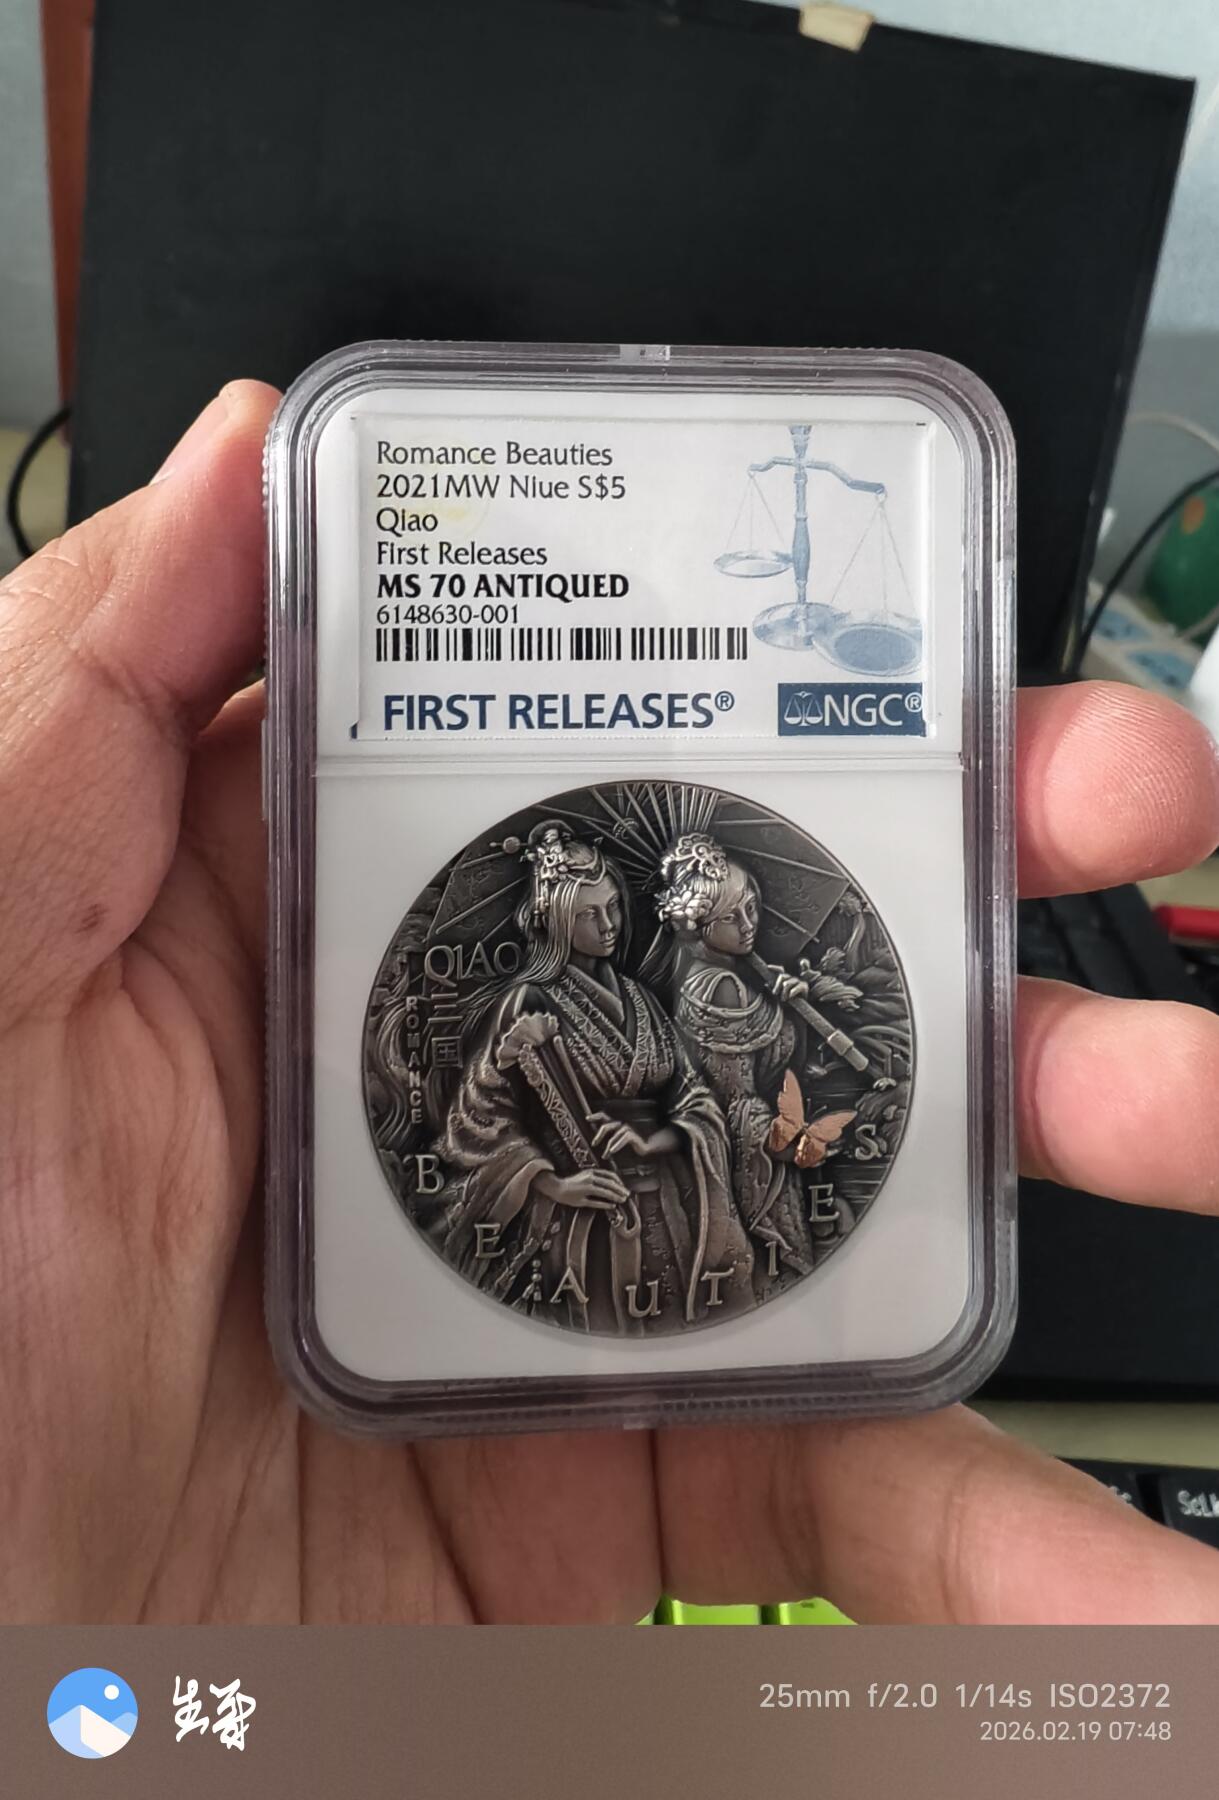 Romance Beauties
2021MW Niue S$5
Qiao
First Releases
MS 70 ANTIQUED
6148630-001
FIRST RELEASES®
NGC®
QIAO
三国
ROMANCE
BEAUTIES
ScrLk
25mm f/2.0 1/14s ISO2372
2026.02.19 07:48